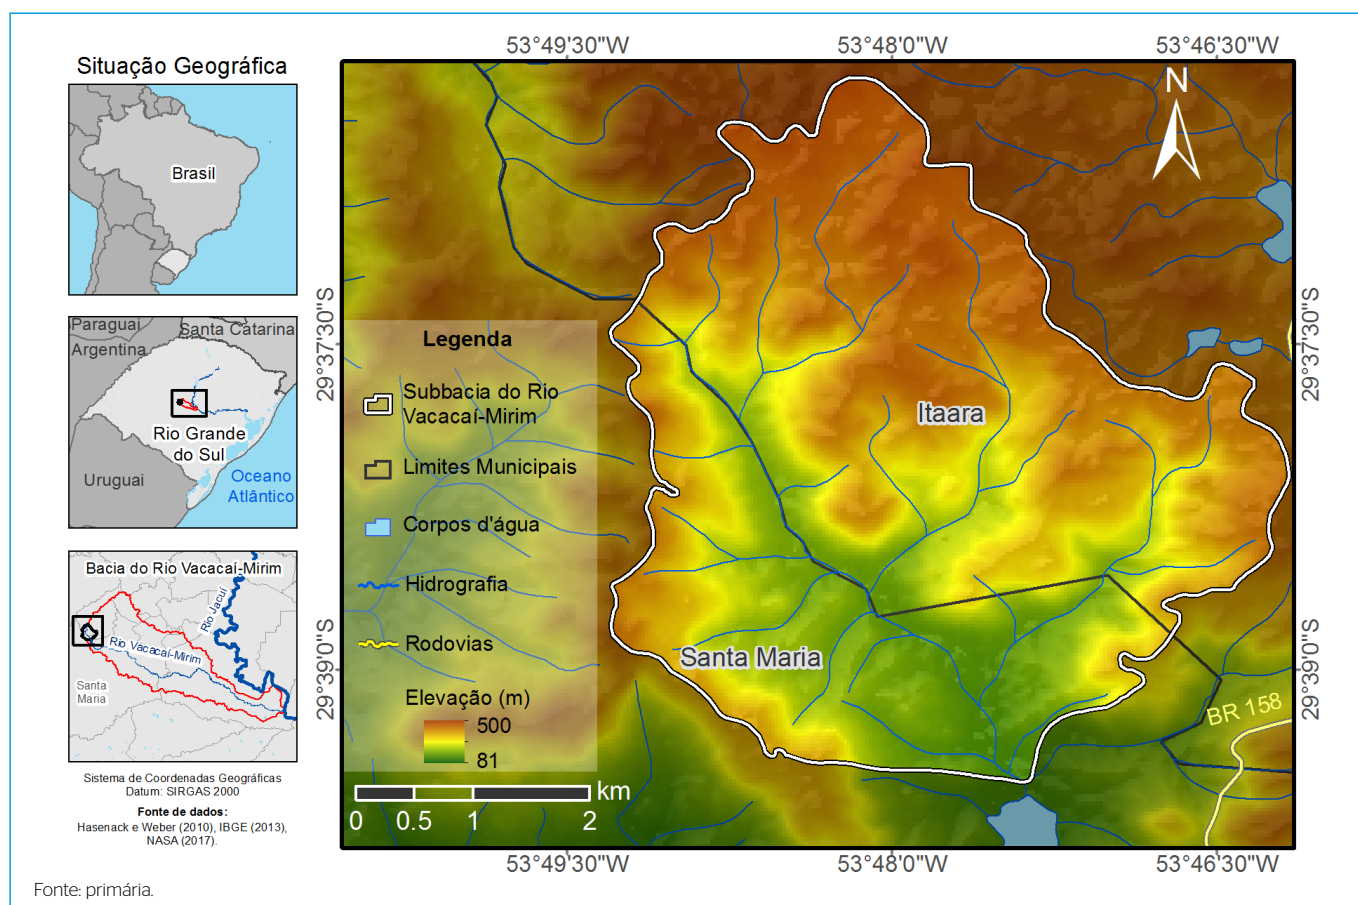 Situação Geográfica
Brasil
Paraguai
Santa Catarina
Argentina
Rio Grande
do Sul
Uruguai
Oceano
Atlântico
Bacia do Rio Vacacaí-Mirim
Rio Jacuí
Rio Vacacaí-Mirim
Santa
Maria
Sistema de Coordenadas Geográficas
Datum: SIRGAS 2000
Fonte de dados:
Hasenack e Weber (2010), IBGE (2013),
NASA (2017).
53°49'30"W 53°48'0"W 53°46'30"W
N
29°37'30"S
29°39'0"S
Legenda
Subbacia do Rio
Vacacaí-Mirim
Limites Municipais
Corpos d'água
Hidrografia
Rodovias
Elevação (m)
500
81
km
0 0.5 1 2
Itaara
Santa Maria
BR 158
29°37'30"S
29°39'0"S
53°49'30"W 53°48'0"W 53°46'30"W
Fonte: primária.